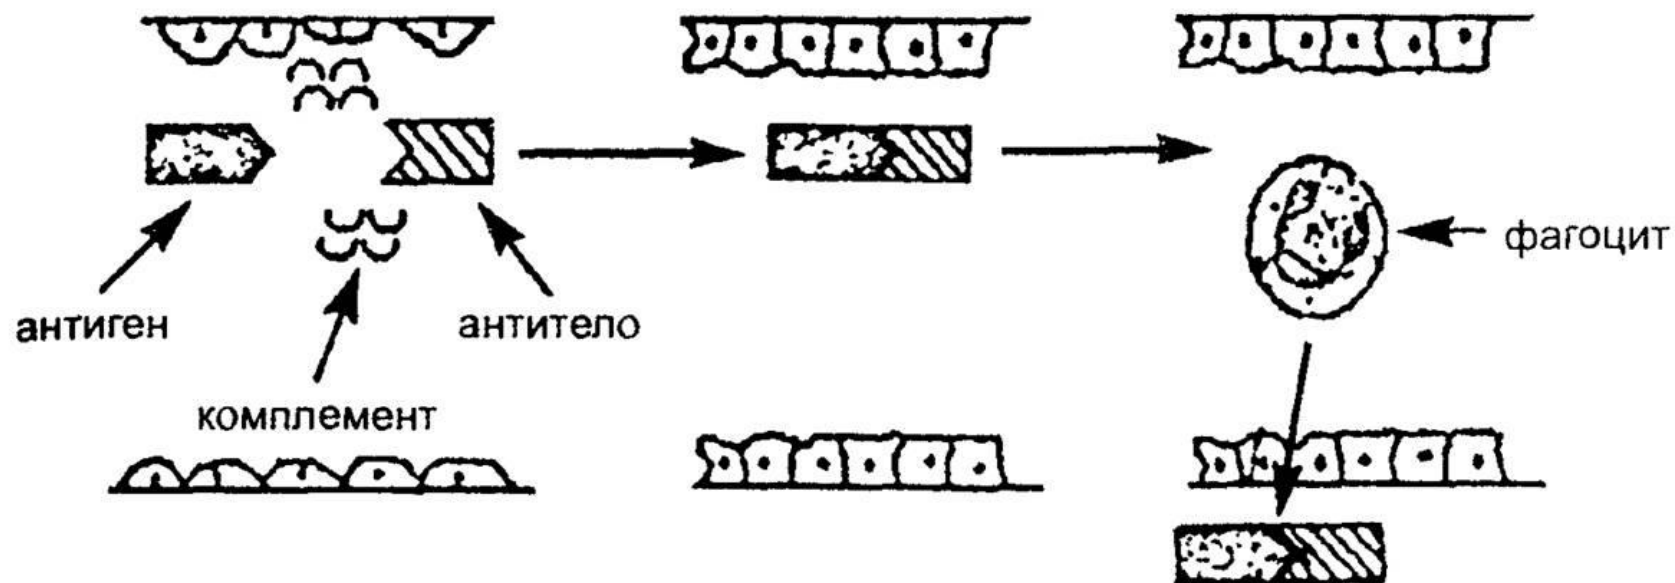 фагоцит
антиген
антитело
комплемент